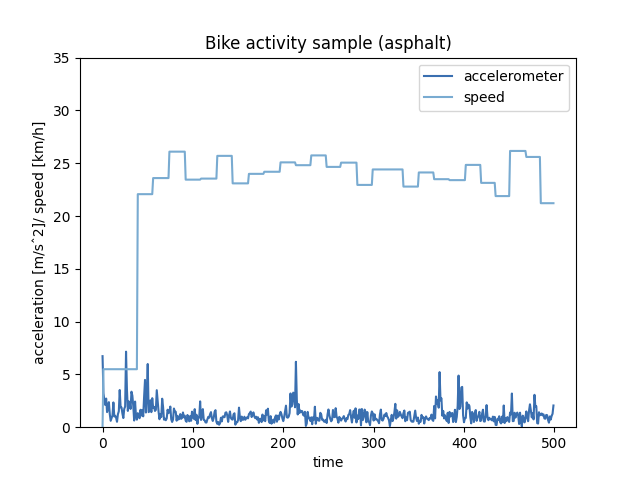 Bike activity sample (asphalt)
accelerometer
speed
acceleration [m/sˆ2]/ speed [km/h]
35
30
25
20
15
10
5
0
0 100 200 300 400 500
time